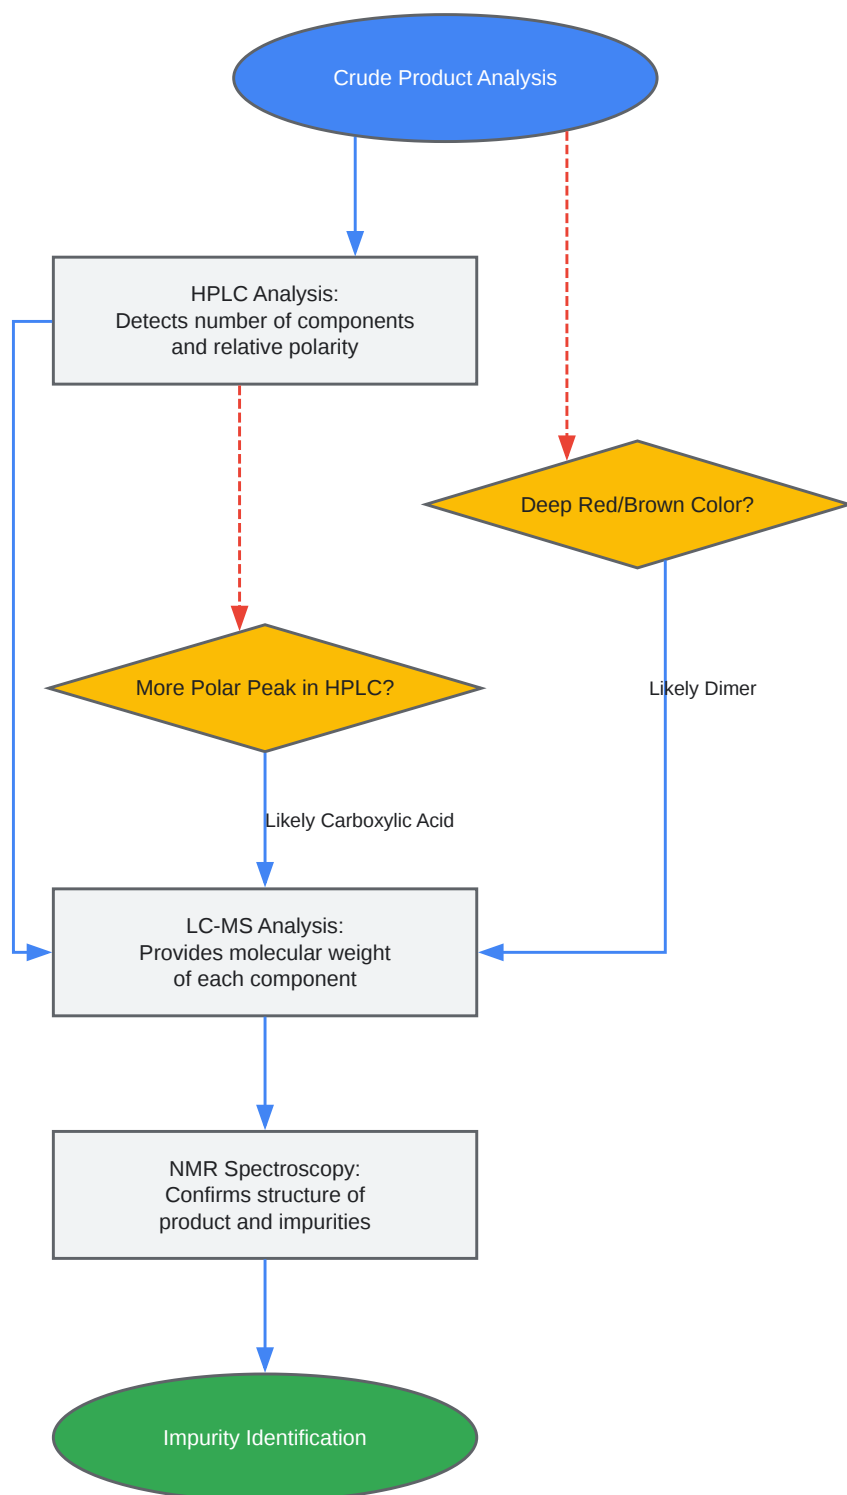 Crude Product Analysis
HPLC Analysis:
Detects number of components
and relative polarity
Deep Red/Brown Color?
More Polar Peak in HPLC?
Likely Dimer
Likely Carboxylic Acid
LC-MS Analysis:
Provides molecular weight
of each component
NMR Spectroscopy:
Confirms structure of
product and impurities
Impurity Identification